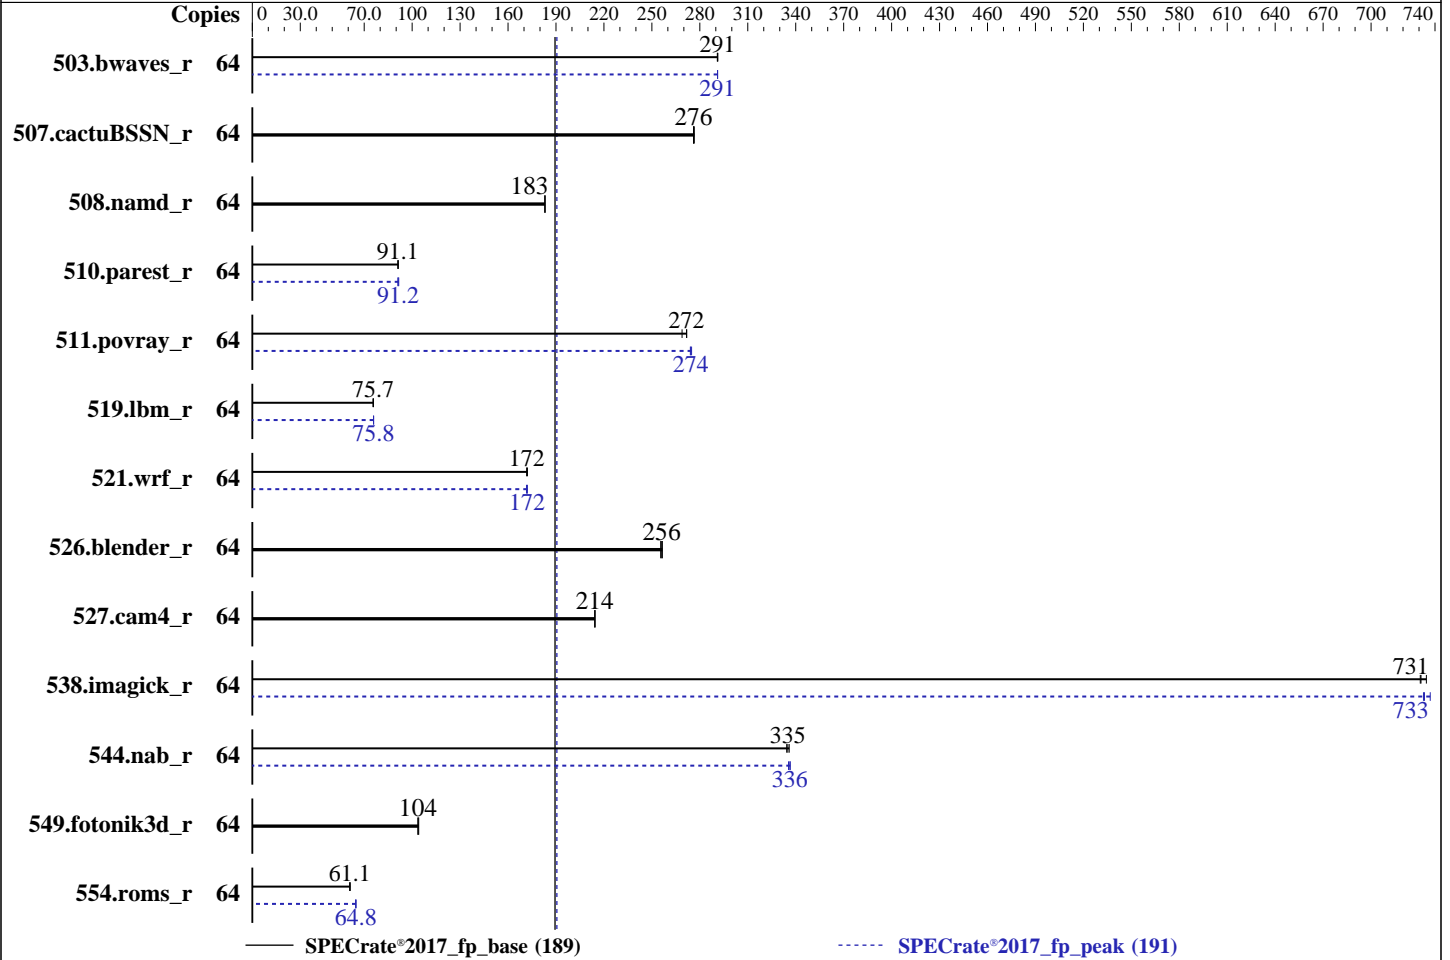 Copies 0 30.0 70.0 100 130 160 190 220 250 280 310 340 370 400 430 460 490 520 550 580 610 640 670 700 740
291
503.bwaves_r 64
291
276
507.cactuBSSN_r 64
183
508.namd_r 64
91.1
510.parest_r 64
91.2
272
511.povray_r 64
274
75.7
519.lbm_r 64
75.8
172
521.wrf_r 64
172
256
526.blender_r 64
214
527.cam4_r 64
731
538.imagick_r 64
733
335
544.nab_r 64
336
104
549.fotonik3d_r 64
61.1
554.roms_r 64
64.8
SPECrate®2017_fp_base (189) SPECrate®2017_fp_peak (191)